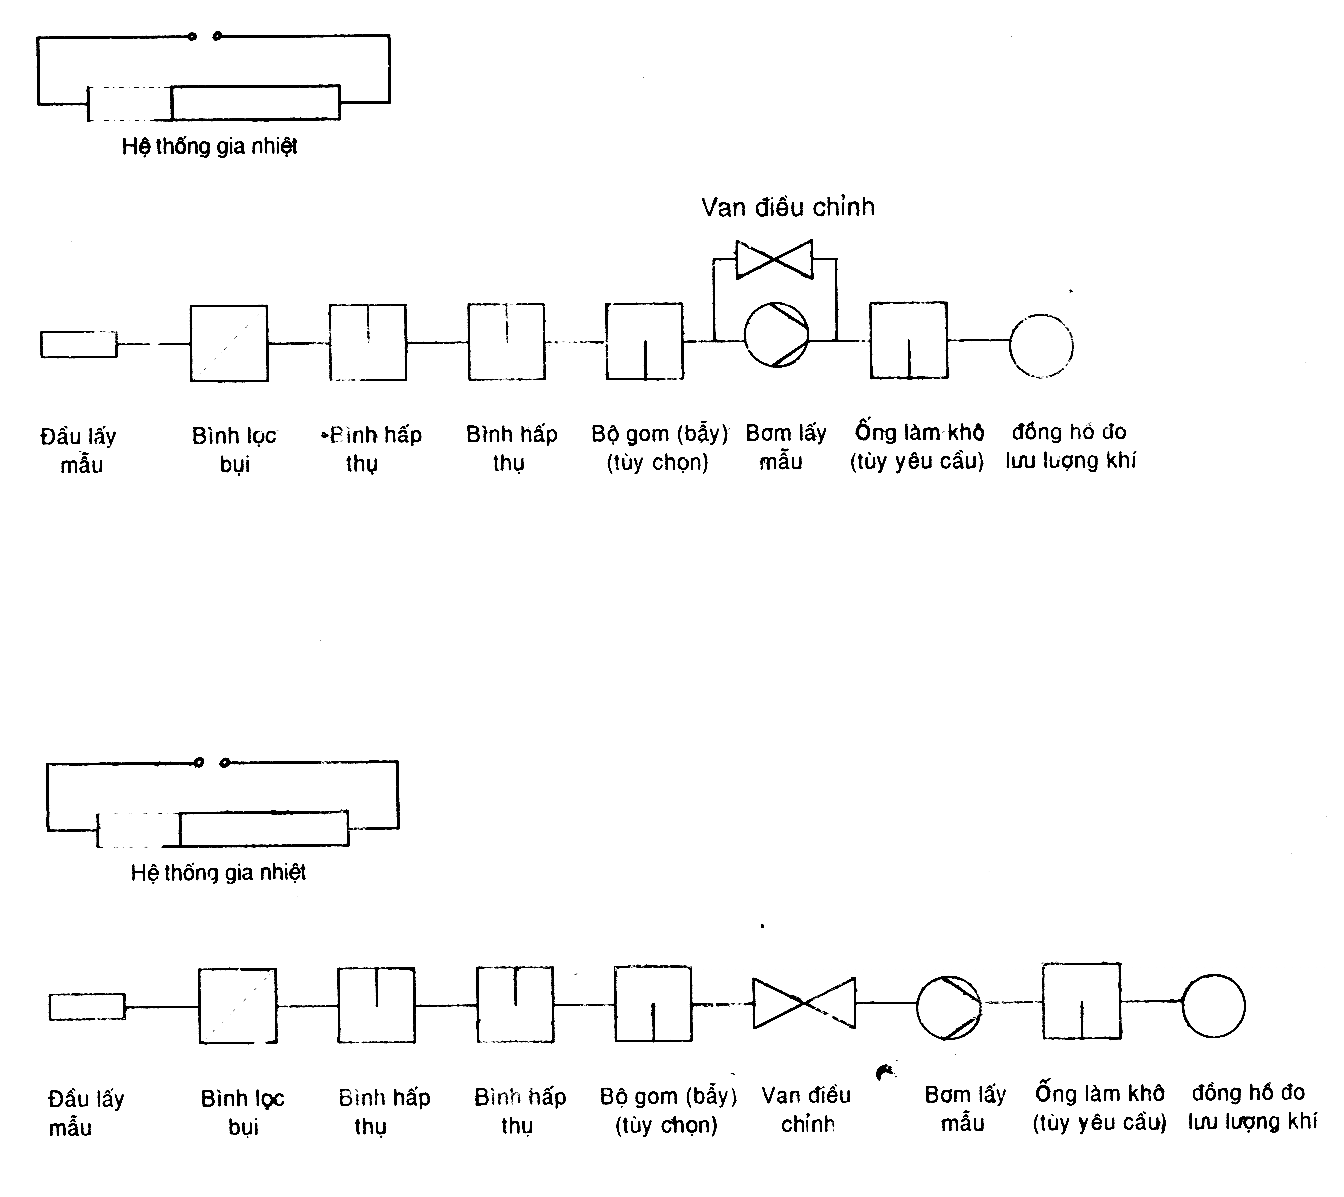 Hệ thống gia nhiệt
Van điều chỉnh
Đầu lấy mẫu
Bình lọc bụi
Bình hấp thụ
Bình hấp thụ
Bộ gom (bẫy) (tùy chọn)
Bơm lấy mẫu
Ống làm khô (tùy yêu cầu)
đồng hồ đo lưu lượng khí
Hệ thống gia nhiệt
Đầu lấy mẫu
Bình lọc bụi
Bình hấp thụ
Bình hấp thụ
Bộ gom (bẫy) (tùy chọn)
Van điều chỉnh
Bơm lấy mẫu
Ống làm khô (tùy yêu cầu)
đồng hồ đo lưu lượng khí